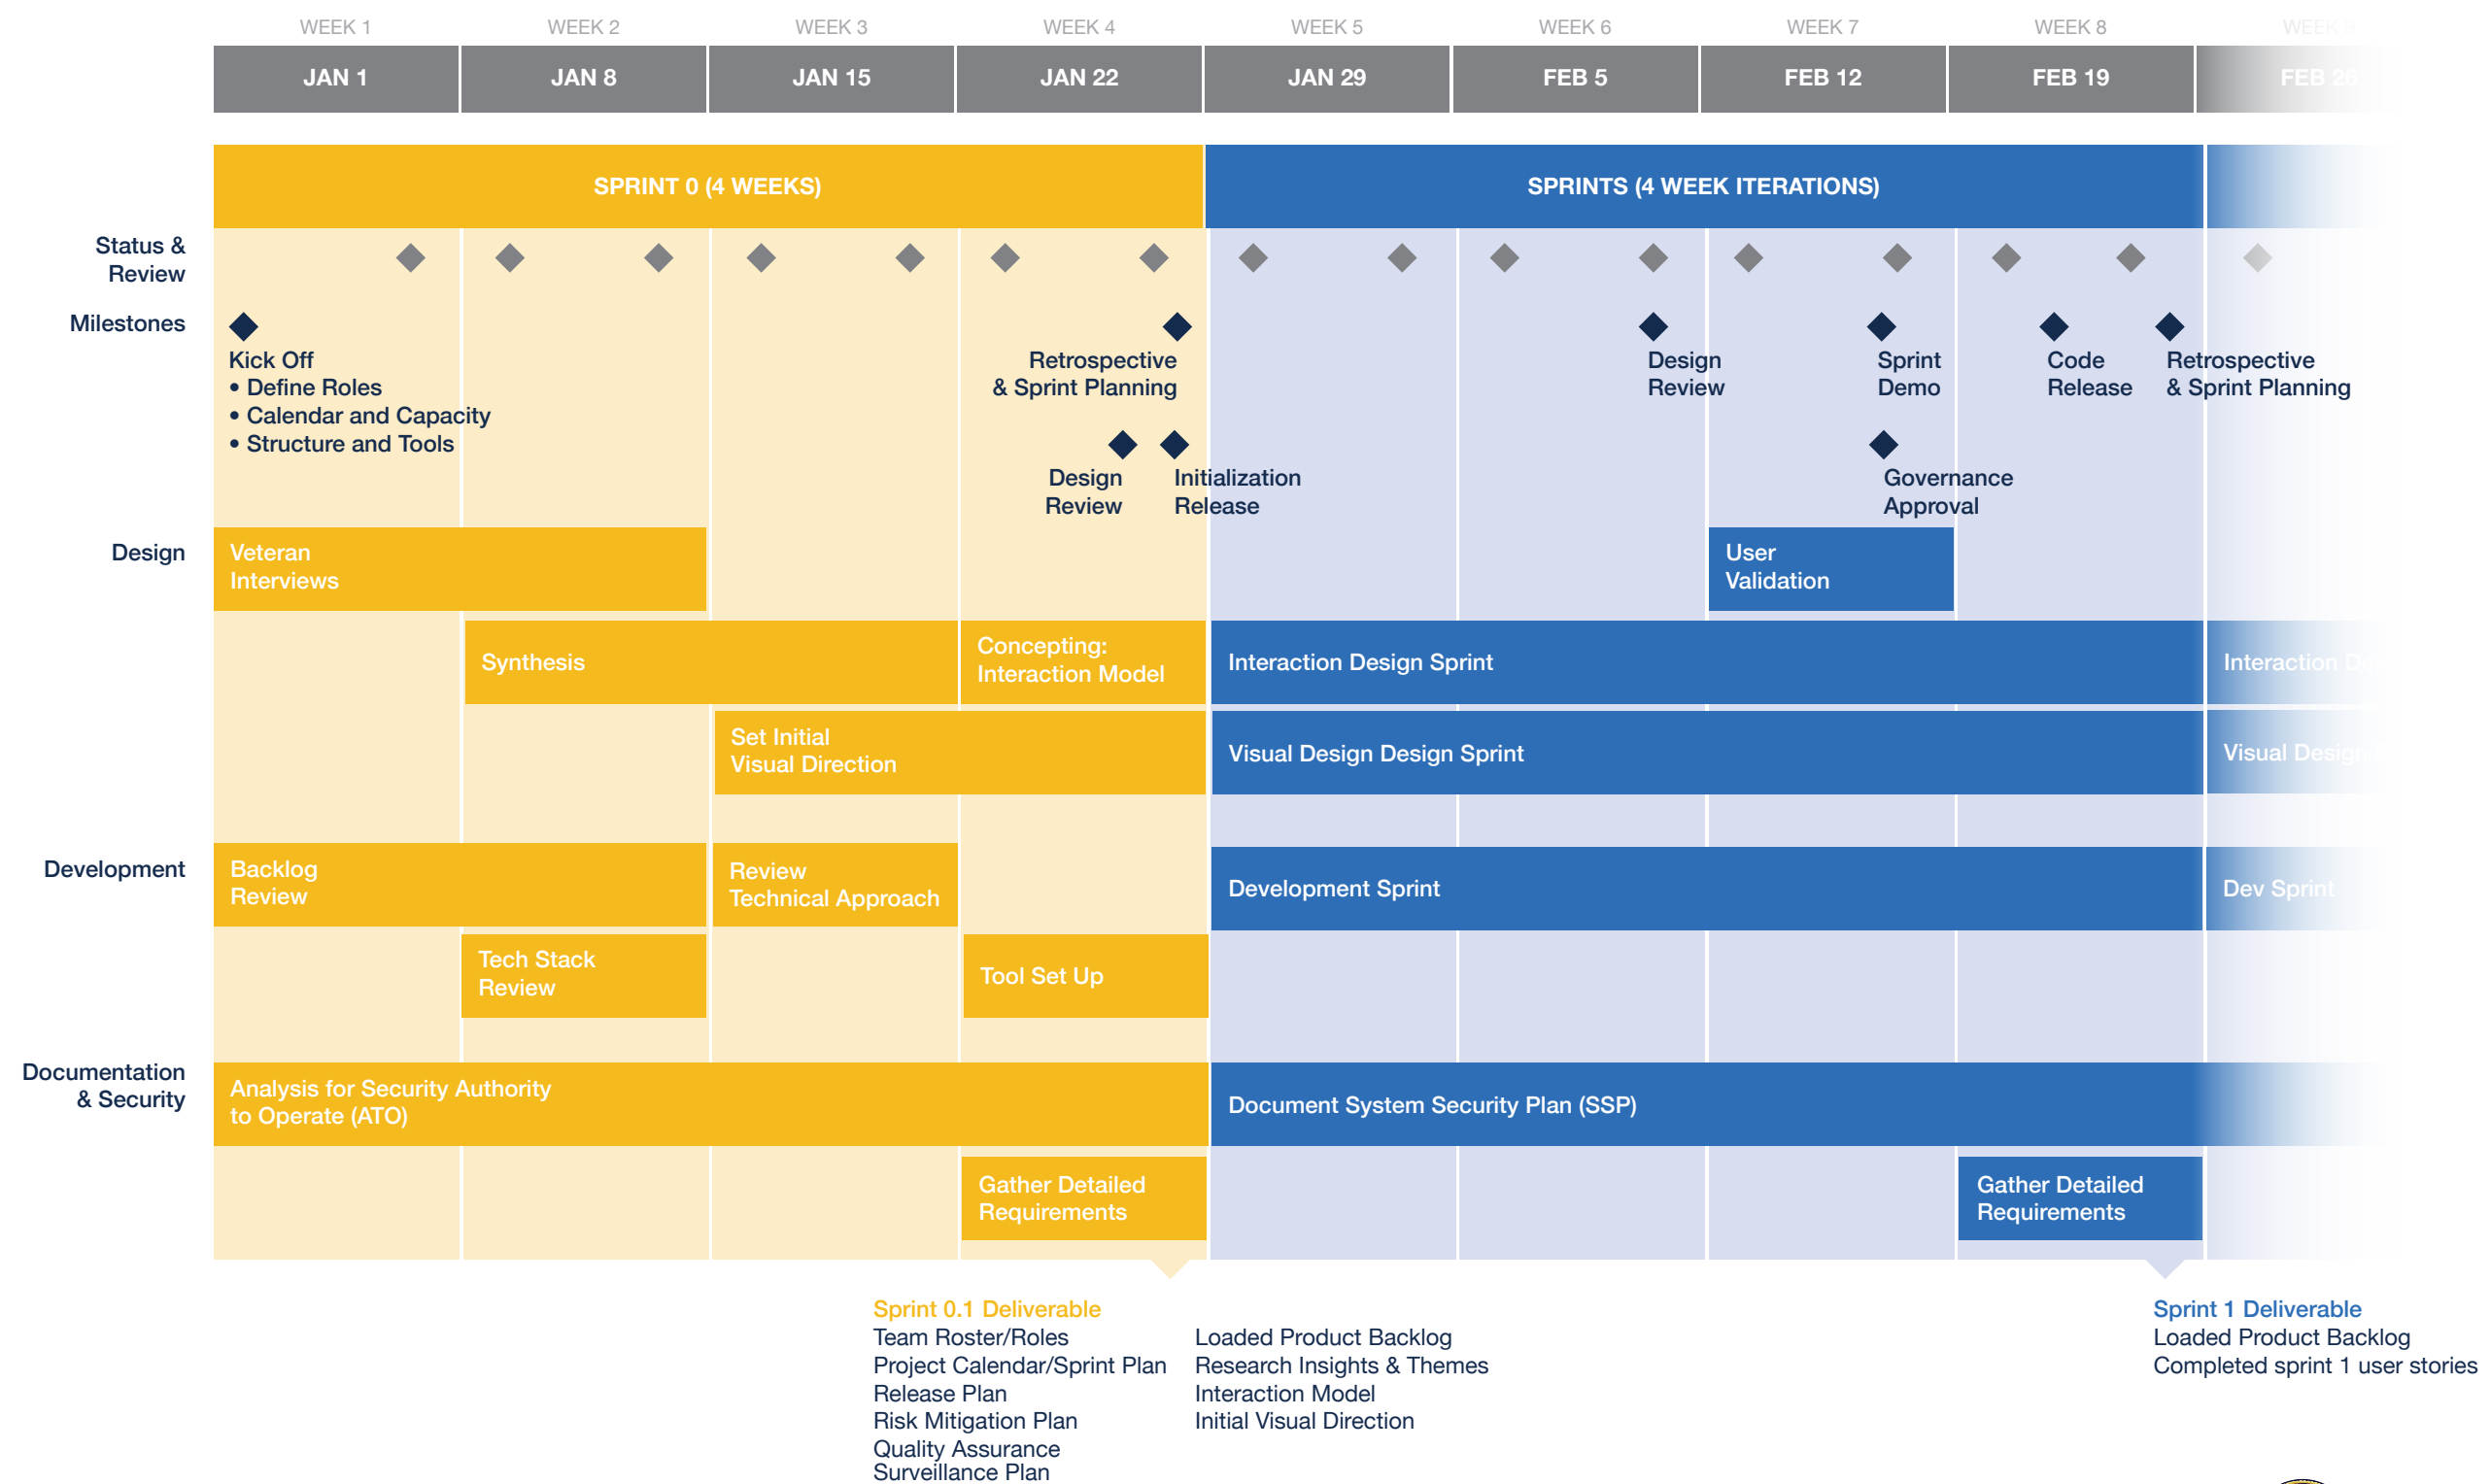 WEEK 1
WEEK 2
WEEK 3
WEEK 4
WEEK 5
WEEK 6
WEEK 7
WEEK 8
WEEK 9
JAN 1
JAN 8
JAN 15
JAN 22
JAN 29
FEB 5
FEB 12
FEB 19
FEB 26
SPRINT 0 (4 WEEKS)
SPRINTS (4 WEEK ITERATIONS)
Status &
Review
Milestones
Kick Off
• Define Roles
• Calendar and Capacity
• Structure and Tools
Retrospective
& Sprint Planning
Design
Review
Initialization
Release
Design
Review
Sprint
Demo
Governance
Approval
Code
Release
Retrospective
& Sprint Planning
Design
Veteran
Interviews
User
Validation
Synthesis
Concepting:
Interaction Model
Interaction Design Sprint
Interaction
Set Initial
Visual Direction
Visual Design Design Sprint
Visual Design
Development
Backlog
Review
Review
Technical Approach
Development Sprint
Dev Sprint
Tech Stack
Review
Tool Set Up
Documentation
& Security
Analysis for Security Authority
to Operate (ATO)
Document System Security Plan (SSP)
Gather Detailed
Requirements
Gather Detailed
Requirements
Sprint 0.1 Deliverable
Team Roster/Roles
Project Calendar/Sprint Plan
Release Plan
Risk Mitigation Plan
Quality Assurance
Surveillance Plan
Loaded Product Backlog
Research Insights & Themes
Interaction Model
Initial Visual Direction
Sprint 1 Deliverable
Loaded Product Backlog
Completed sprint 1 user stories